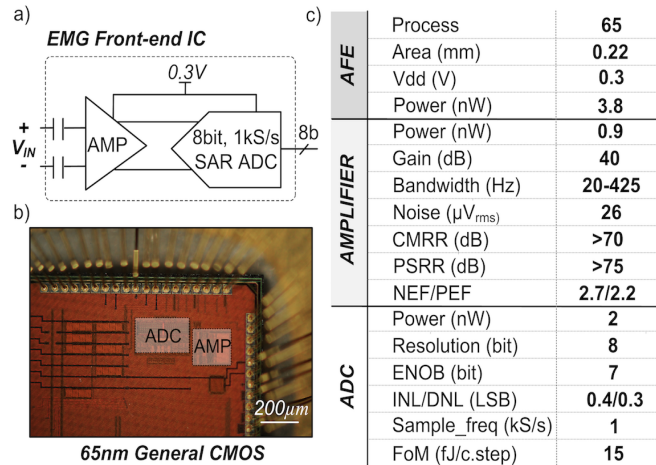 a)
EMG Front-end IC
0.3V
+
V_IN
-
AMP
8bit, 1kS/s
SAR ADC
8b
b)
ADC
AMP
200μm
65nm General CMOS
c)
AFE
Process 65
Area (mm) 0.22
Vdd (V) 0.3
Power (nW) 3.8
AMPLIFIER
Power (nW) 0.9
Gain (dB) 40
Bandwidth (Hz) 20-425
Noise (μV_rms) 26
CMRR (dB) >70
PSRR (dB) >75
NEF/PEF 2.7/2.2
ADC
Power (nW) 2
Resolution (bit) 8
ENOB (bit) 7
INL/DNL (LSB) 0.4/0.3
Sample_freq (kS/s) 1
FoM (fJ/c.step) 15